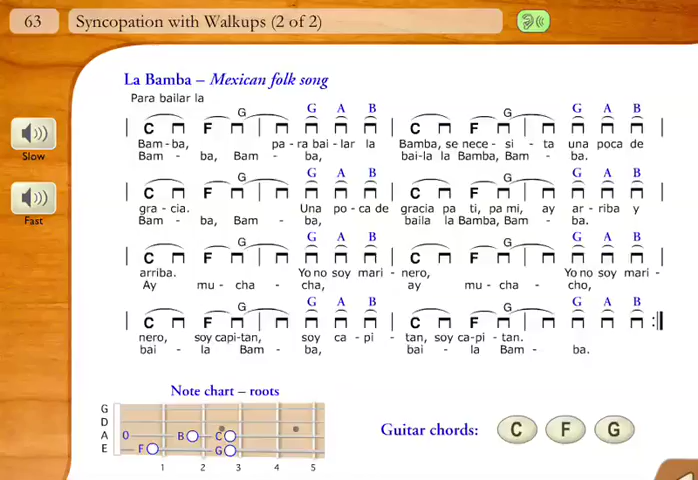 63 Syncopation with Walkups (2 of 2)
La Bamba – Mexican folk song
Para bailar la
G G A B G G A B
C F C F
Bam - ba, pa - ra bai - lar la Bamba, se nece - si - ta una poca de
Bam - ba, Bam - ba, bai-la la Bamba, Bam - ba.
G G A B G G A B
C F C F
gra - cia. Una po - ca de gracia pa ti, pa mi, ay ar - riba y
Bam - ba, Bam - ba, baila la Bamba, Bam - ba.
G G A B G G A B
C F C F
arriba. Yo no soy mari - nero, Yo no soy mari -
Ay mu - cha - cha, ay mu - cha - cho,
G G A B G G A B
C F C F
nero, soy capi-tan, soy ca - pi - tan, soy ca-pi - tan.
bai - la Bam - ba, bai - la Bam - ba.
Slow
Fast
Note chart – roots
G
D
A O B C
E F G
1 2 3 4 5
Guitar chords: C F G